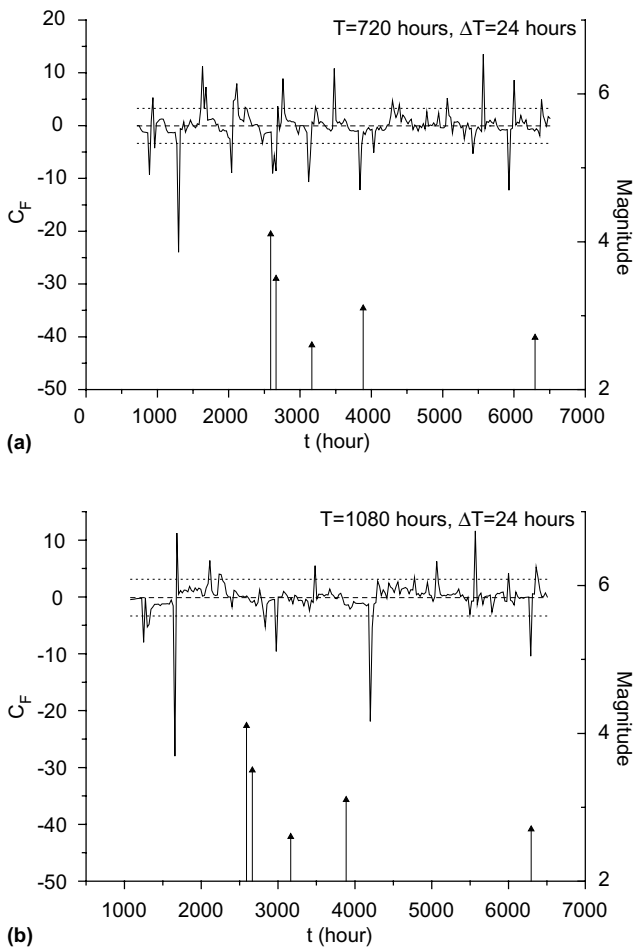 20
T=720 hours, ΔT=24 hours
10
6
0
-10
C_F
-20
4
Magnitude
-30
-40
-50
2
0 1000 2000 3000 4000 5000 6000 7000
t (hour)
(a)
T=1080 hours, ΔT=24 hours
10
6
0
-10
C_F
-20
4
Magnitude
-30
-40
-50
2
1000 2000 3000 4000 5000 6000 7000
t (hour)
(b)